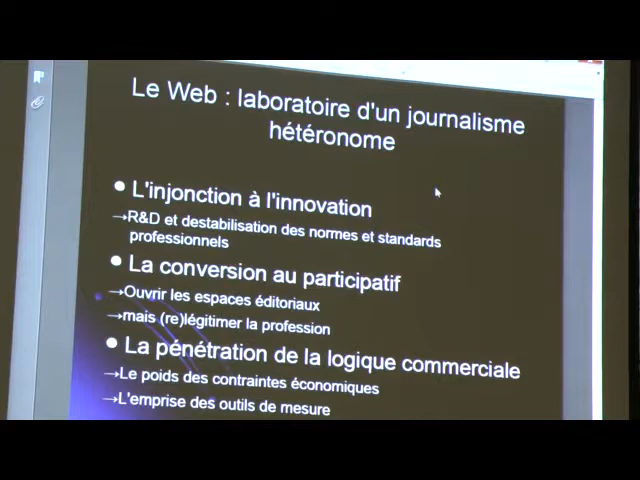 Le Web : laboratoire d'un journalisme
hétéronome
• L'injonction à l'innovation
→R&D et destabilisation des normes et standards
professionnels
• La conversion au participatif
→Ouvrir les espaces éditoriaux
→mais (re)légitimer la profession
• La pénétration de la logique commerciale
→Le poids des contraintes économiques
→L'emprise des outils de mesure